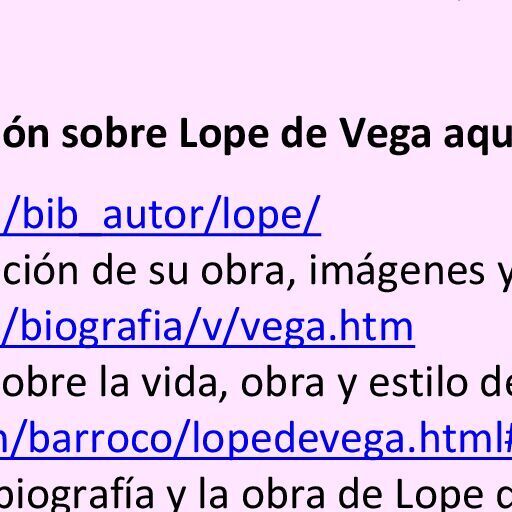 ón sobre Lope de Vega aqu
/bib_autor/lope/
ción de su obra, imágenes y
/biografia/v/vega.htm
obre la vida, obra y estilo de
/barroco/lopedevega.html#
biografía y la obra de Lope d